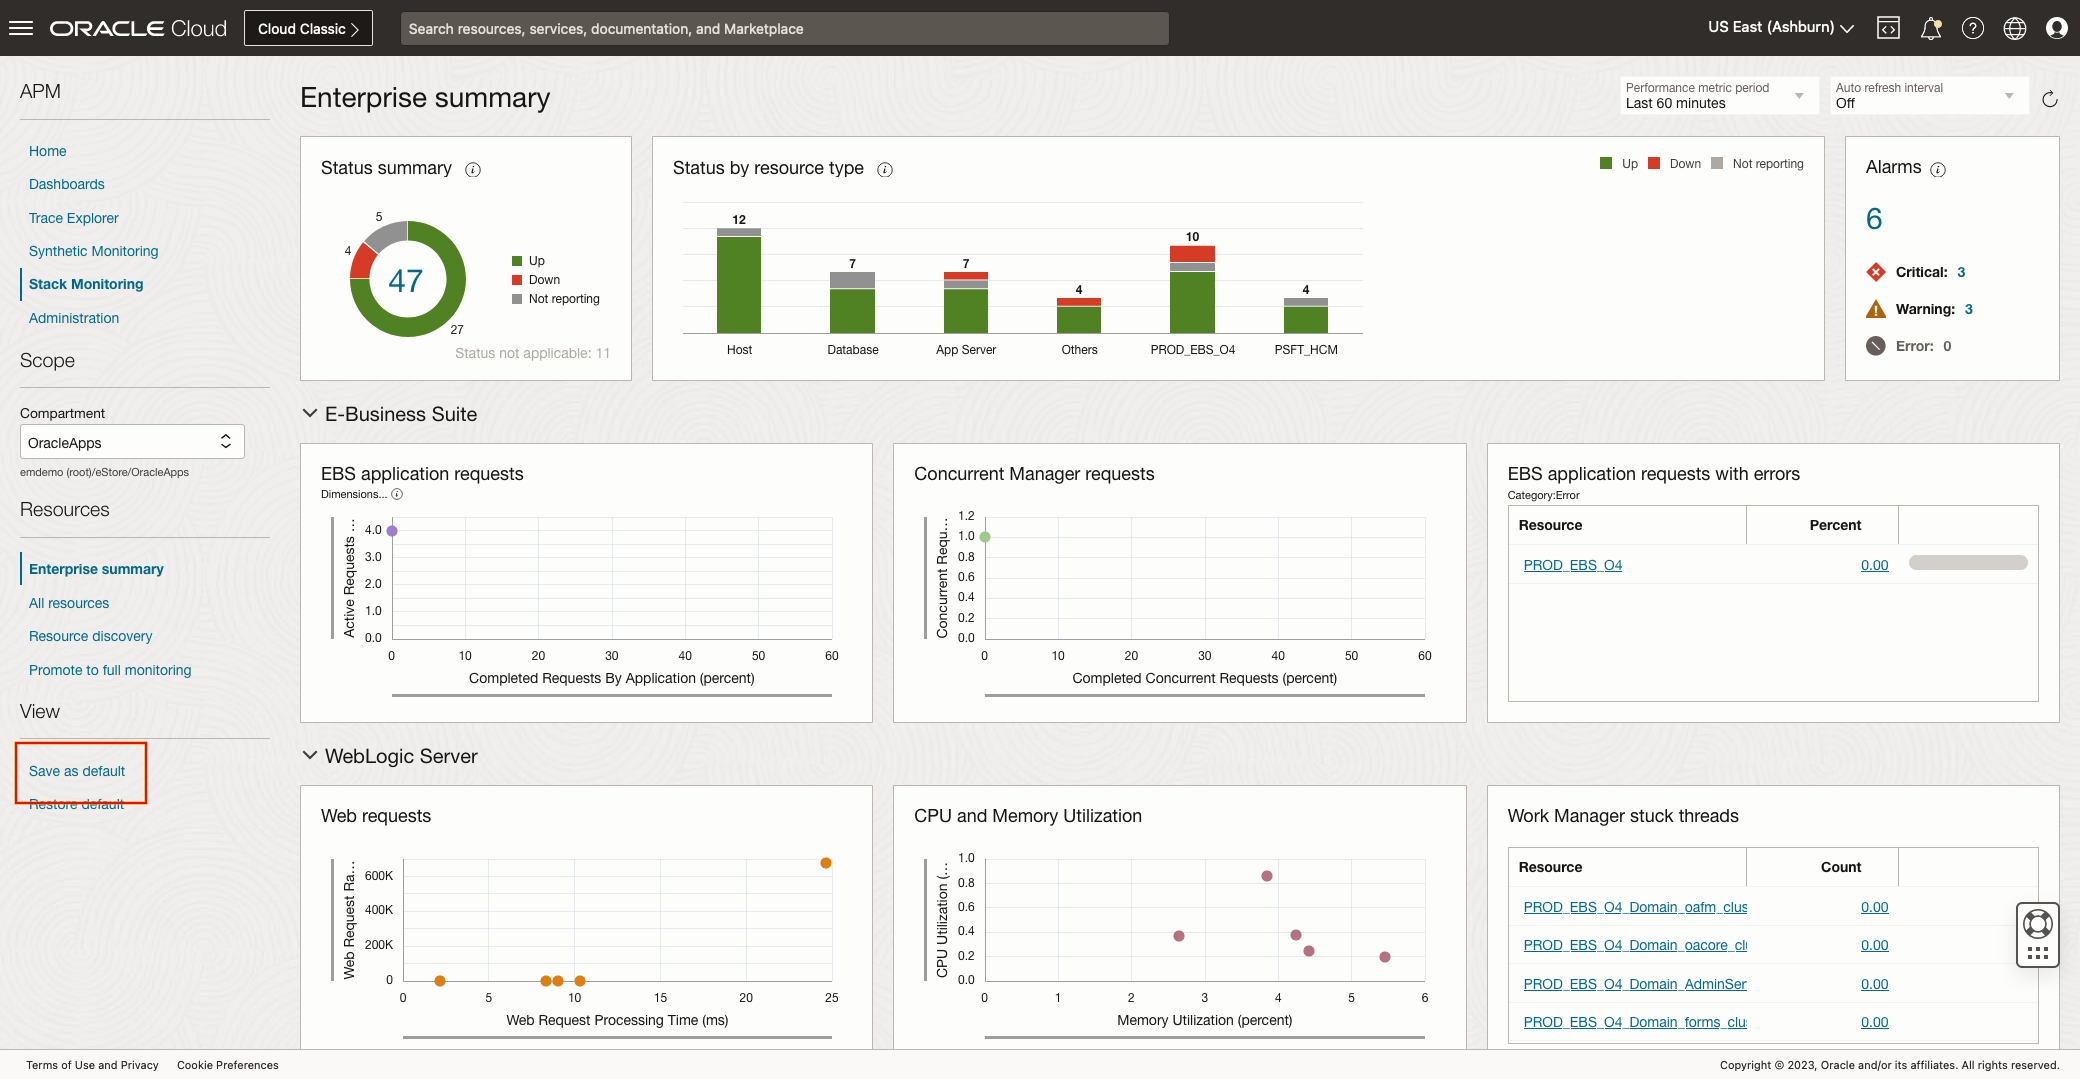 ORACLE Cloud
Cloud Classic
Search resources, services, documentation, and Marketplace
US East (Ashburn)
APM
Home
Dashboards
Trace Explorer
Synthetic Monitoring
Stack Monitoring
Administration
Scope
Compartment
OracleApps
emdemo (root)/eStore/OracleApps
Resources
Enterprise summary
All resources
Resource discovery
Promote to full monitoring
View
Save as default
Restore default
Enterprise summary
Performance metric period
Last 60 minutes
Auto refresh interval
Off
Status summary
5
4
47
27
Up
Down
Not reporting
Status not applicable: 11
Status by resource type
Up Down Not reporting
12 7 7 4 10 4
Host Database App Server Others PROD_EBS_O4 PSFT_HCM
Alarms
6
Critical: 3
Warning: 3
Error: 0
E-Business Suite
EBS application requests
Dimensions...
Active Requests ...
4.0
3.0
2.0
1.0
0.0
0 10 20 30 40 50 60
Completed Requests By Application (percent)
Concurrent Manager requests
Concurrent Requ...
1.2
1.0
0.8
0.6
0.4
0.2
0.0
0 10 20 30 40 50 60
Completed Concurrent Requests (percent)
EBS application requests with errors
Category:Error
Resource Percent
PROD_EBS_O4 0.00
WebLogic Server
Web requests
Web Request Ra...
600K
400K
200K
0
0 5 10 15 20 25
Web Request Processing Time (ms)
CPU and Memory Utilization
CPU Utilization (...
1.0
0.8
0.6
0.4
0.2
0.0
0 1 2 3 4 5 6
Memory Utilization (percent)
Work Manager stuck threads
Resource Count
PROD_EBS_O4_Domain_oafm_clus 0.00
PROD_EBS_O4_Domain_oacore_clu 0.00
PROD_EBS_O4_Domain_AdminSer 0.00
PROD_EBS_O4_Domain_forms_clus 0.00
Terms of Use and Privacy Cookie Preferences
Copyright © 2023, Oracle and/or its affiliates. All rights reserved.